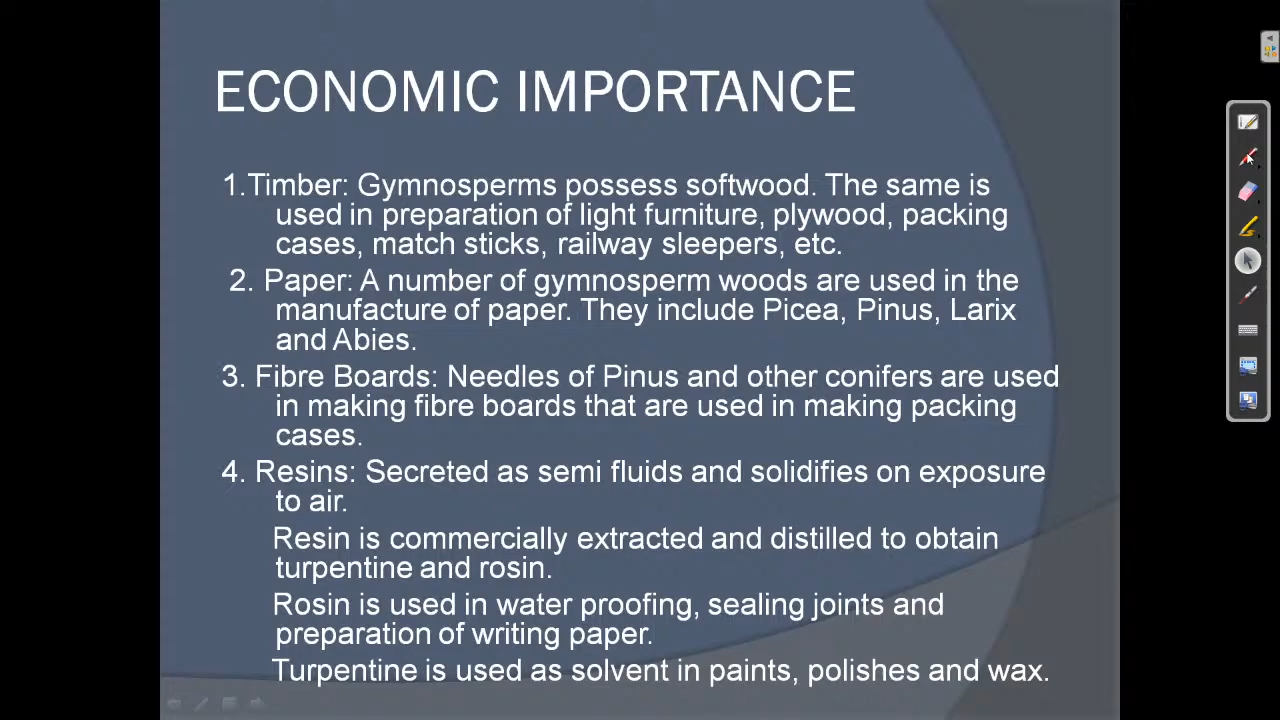 ECONOMIC IMPORTANCE
1.Timber: Gymnosperms possess softwood. The same is
used in preparation of light furniture, plywood, packing
cases, match sticks, railway sleepers, etc.
2. Paper: A number of gymnosperm woods are used in the
manufacture of paper. They include Picea, Pinus, Larix
and Abies.
3. Fibre Boards: Needles of Pinus and other conifers are used
in making fibre boards that are used in making packing
cases.
4. Resins: Secreted as semi fluids and solidifies on exposure
to air.
Resin is commercially extracted and distilled to obtain
turpentine and rosin.
Rosin is used in water proofing, sealing joints and
preparation of writing paper.
Turpentine is used as solvent in paints, polishes and wax.